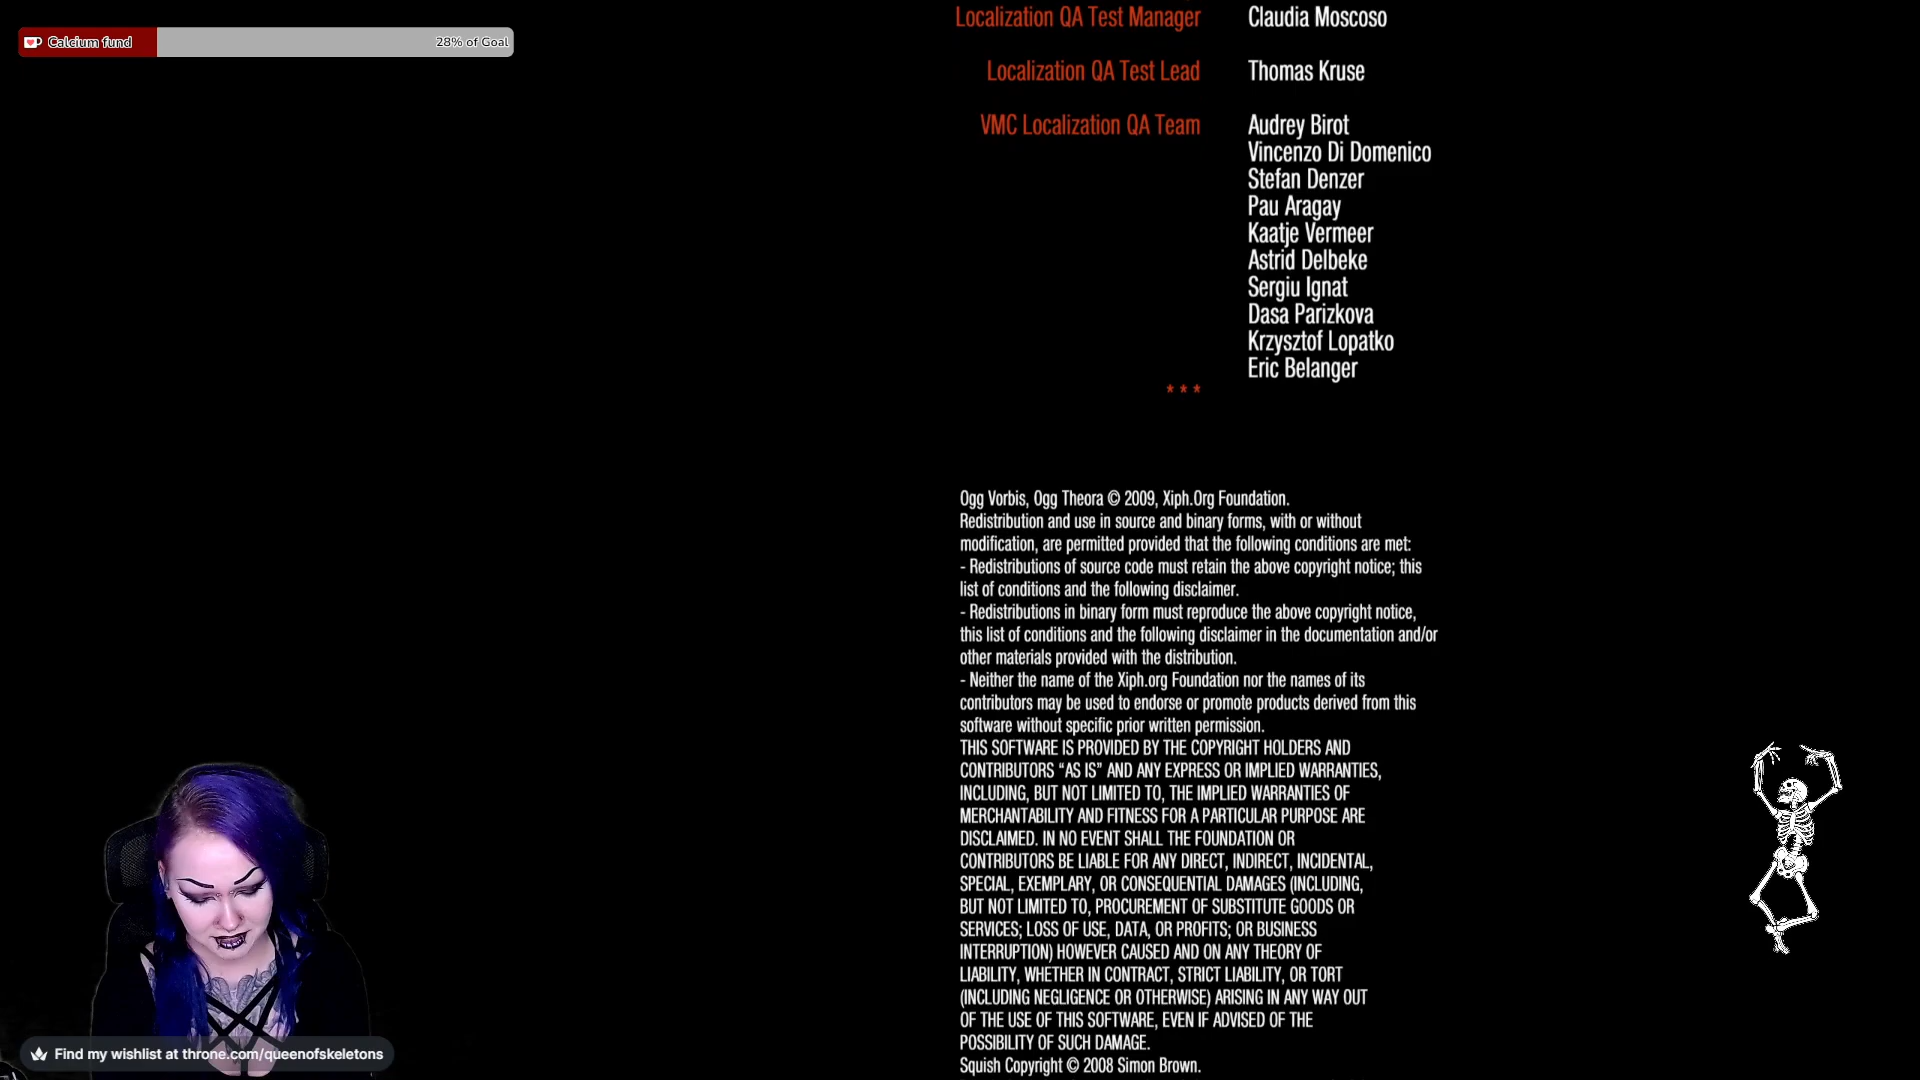 Calcium fund
28% of Goal
Localization QA Test Manager Claudia Moscoso
Localization QA Test Lead Thomas Kruse
VMC Localization QA Team Audrey Birot
Vincenzo Di Domenico
Stefan Denzer
Pau Aragay
Kaatje Vermeer
Astrid Delbeke
Sergiu Ignat
Dasa Parizkova
Krzysztof Lopatko
Eric Belanger
* * *
Ogg Vorbis, Ogg Theora © 2009, Xiph.Org Foundation.
Redistribution and use in source and binary forms, with or without
modification, are permitted provided that the following conditions are met:
- Redistributions of source code must retain the above copyright notice; this
list of conditions and the following disclaimer.
- Redistributions in binary form must reproduce the above copyright notice,
this list of conditions and the following disclaimer in the documentation and/or
other materials provided with the distribution.
- Neither the name of the Xiph.org Foundation nor the names of its
contributors may be used to endorse or promote products derived from this
software without specific prior written permission.
THIS SOFTWARE IS PROVIDED BY THE COPYRIGHT HOLDERS AND
CONTRIBUTORS “AS IS” AND ANY EXPRESS OR IMPLIED WARRANTIES,
INCLUDING, BUT NOT LIMITED TO, THE IMPLIED WARRANTIES OF
MERCHANTABILITY AND FITNESS FOR A PARTICULAR PURPOSE ARE
DISCLAIMED. IN NO EVENT SHALL THE FOUNDATION OR
CONTRIBUTORS BE LIABLE FOR ANY DIRECT, INDIRECT, INCIDENTAL,
SPECIAL, EXEMPLARY, OR CONSEQUENTIAL DAMAGES (INCLUDING,
BUT NOT LIMITED TO, PROCUREMENT OF SUBSTITUTE GOODS OR
SERVICES; LOSS OF USE, DATA, OR PROFITS; OR BUSINESS
INTERRUPTION) HOWEVER CAUSED AND ON ANY THEORY OF
LIABILITY, WHETHER IN CONTRACT, STRICT LIABILITY, OR TORT
(INCLUDING NEGLIGENCE OR OTHERWISE) ARISING IN ANY WAY OUT
OF THE USE OF THIS SOFTWARE, EVEN IF ADVISED OF THE
POSSIBILITY OF SUCH DAMAGE.
Squish Copyright © 2008 Simon Brown.
Find my wishlist at throne.com/queenofskeletons